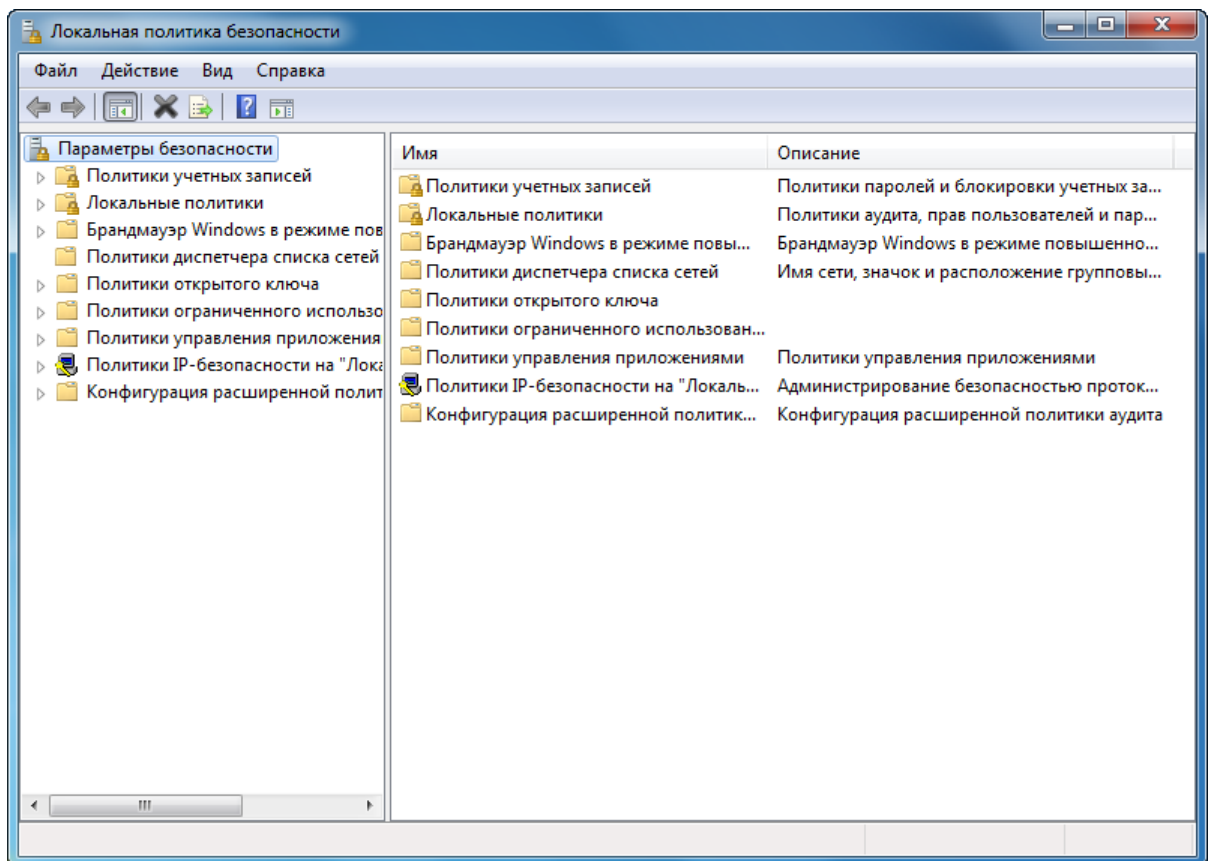 Локальная политика безопасности
Файл Действие Вид Справка
Параметры безопасности
Политики учетных записей
Локальные политики
Брандмауэр Windows в режиме пов
Политики диспетчера списка сетей
Политики открытого ключа
Политики ограниченного использо
Политики управления приложения
Политики IP-безопасности на "Лока
Конфигурация расширенной полит
Имя Описание
Политики учетных записей Политики паролей и блокировки учетных за...
Локальные политики Политики аудита, прав пользователей и пар...
Брандмауэр Windows в режиме повы... Брандмауэр Windows в режиме повышенно...
Политики диспетчера списка сетей Имя сети, значок и расположение групповы...
Политики открытого ключа
Политики ограниченного использован...
Политики управления приложениями Политики управления приложениями
Политики IP-безопасности на "Локаль... Администрирование безопасностью проток...
Конфигурация расширенной политик... Конфигурация расширенной политики аудита